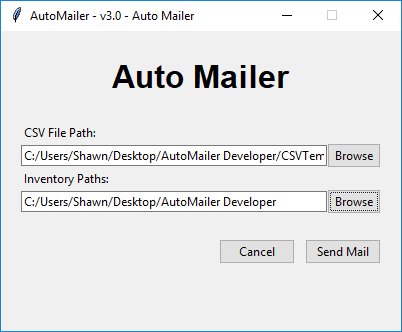 AutoMailer - v3.0 - Auto Mailer
Auto Mailer
CSV File Path:
C:/Users/Shawn/Desktop/AutoMailer Developer/CSVTem
Browse
Inventory Paths:
C:/Users/Shawn/Desktop/AutoMailer Developer
Browse
Cancel
Send Mail